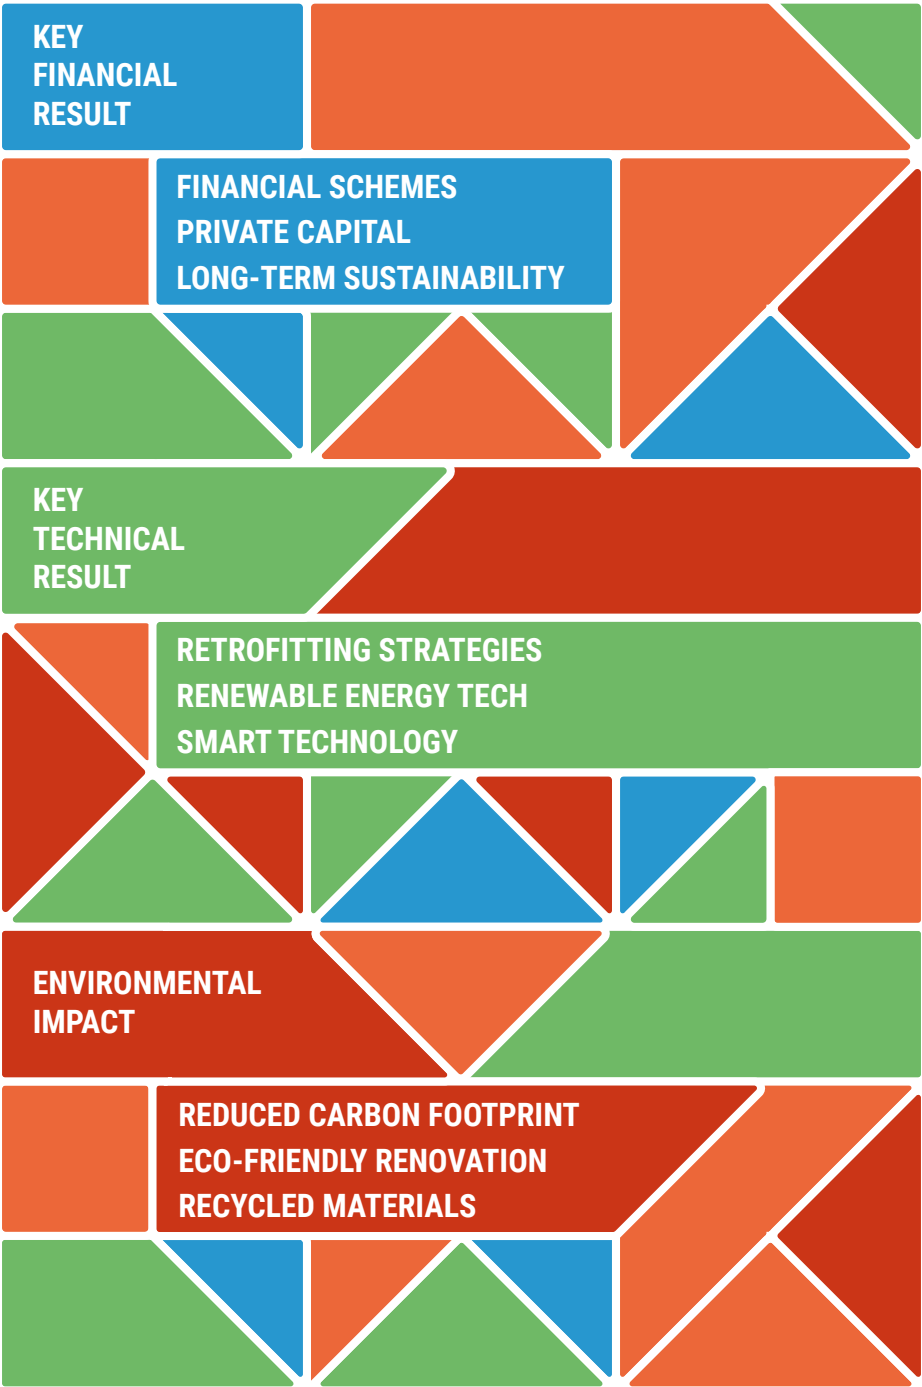 KEY
FINANCIAL
RESULT
FINANCIAL SCHEMES
PRIVATE CAPITAL
LONG-TERM SUSTAINABILITY
KEY
TECHNICAL
RESULT
RETROFITTING STRATEGIES
RENEWABLE ENERGY TECH
SMART TECHNOLOGY
ENVIRONMENTAL
IMPACT
REDUCED CARBON FOOTPRINT
ECO-FRIENDLY RENOVATION
RECYCLED MATERIALS